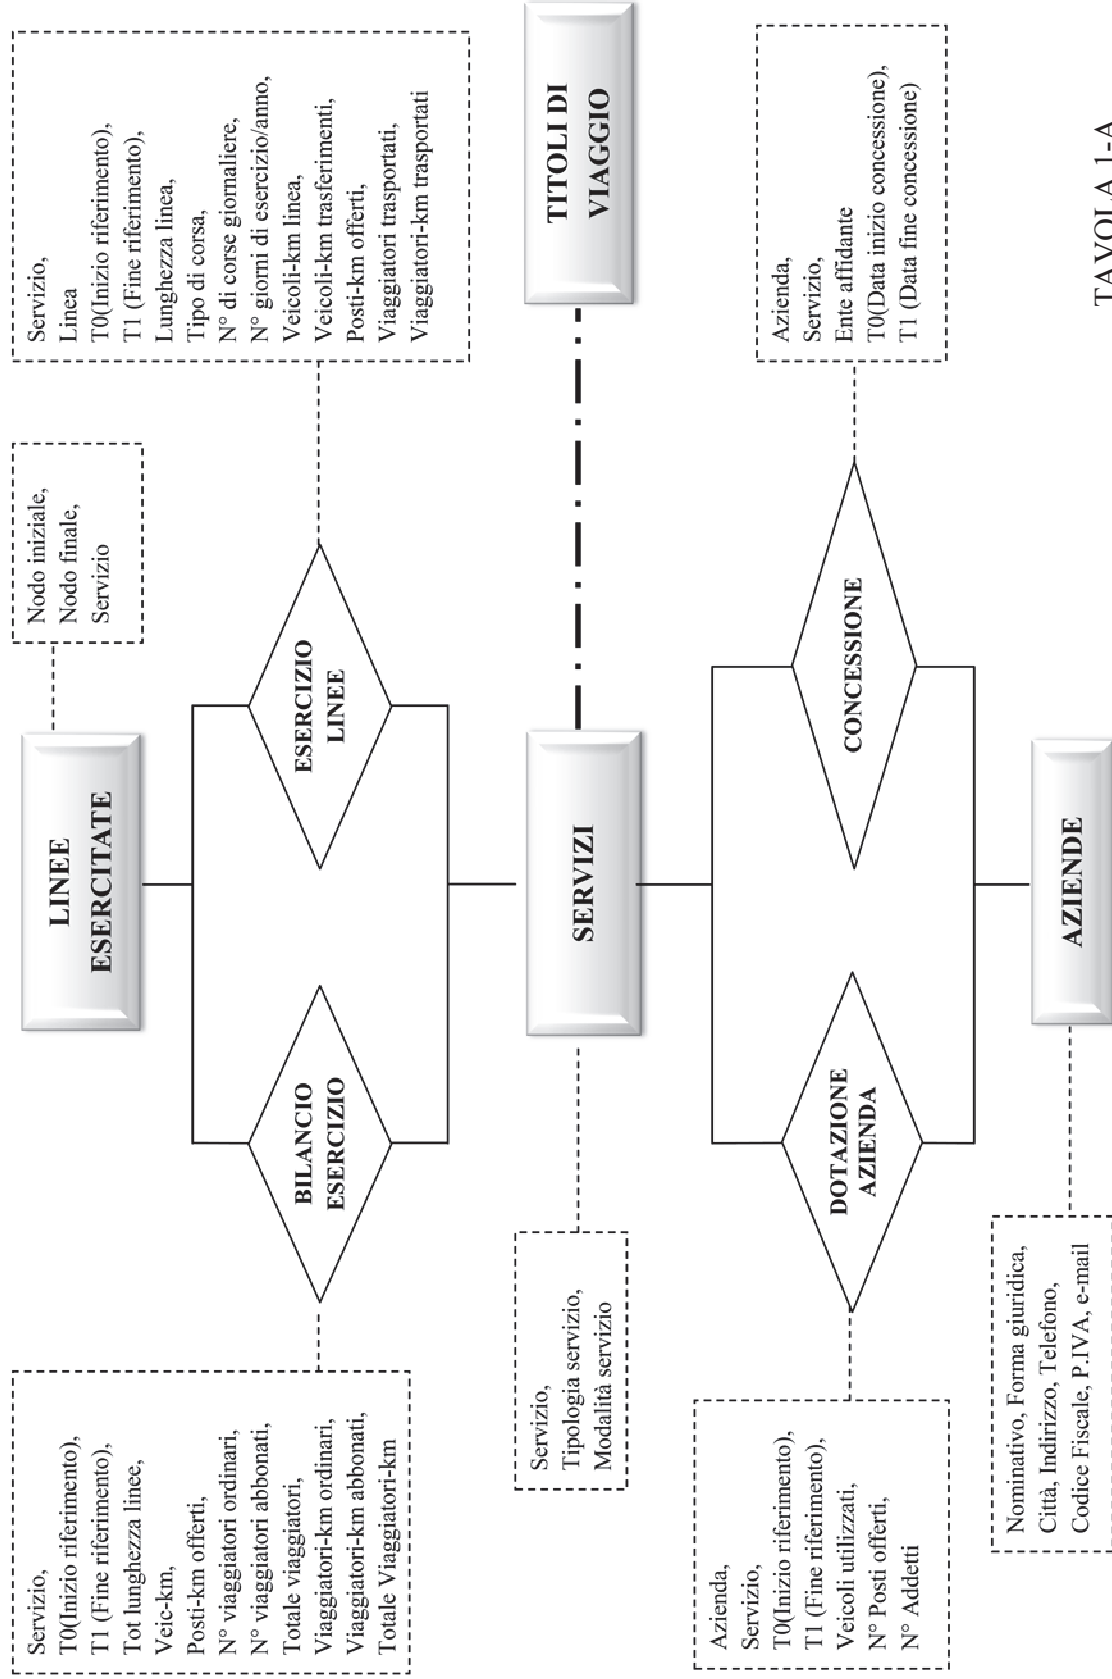 Servizio,
T0(Inizio riferimento),
T1 (Fine riferimento),
Tot lunghezza linee,
Veic-km,
Posti-km offerti,
N° viaggiatori ordinari,
N° viaggiatori abbonati,
Totale viaggiatori,
Viaggiatori-km ordinari,
Viaggiatori-km abbonati,
Totale Viaggiatori-km
BILANCIO
ESERCIZIO
LINEE
ESERCITATE
Nodo iniziale,
Nodo finale,
Servizio
ESERCIZIO
LINEE
Servizio,
Linea
T0(Inizio riferimento),
T1 (Fine riferimento),
Lunghezza linea,
Tipo di corsa,
N° di corse giornaliere,
N° giorni di esercizio/anno,
Veicoli-km linea,
Veicoli-km trasferimenti,
Posti-km offerti,
Viaggiatori trasportati,
Viaggiatori-km trasportati
Servizio,
Tipologia servizio,
Modalità servizio
SERVIZI
TITOLI DI
VIAGGIO
Azienda,
Servizio,
T0(Inizio riferimento),
T1 (Fine riferimento),
Veicoli utilizzati,
N° Posti offerti,
N° Addetti
DOTAZIONE
AZIENDA
CONCESSIONE
Azienda,
Servizio,
Ente affidante
T0(Data inizio concessione),
T1 (Data fine concessione)
Nominativo, Forma giuridica,
Città, Indirizzo, Telefono,
Codice Fiscale, P.IVA, e-mail
AZIENDE
TAVOLA 1-A